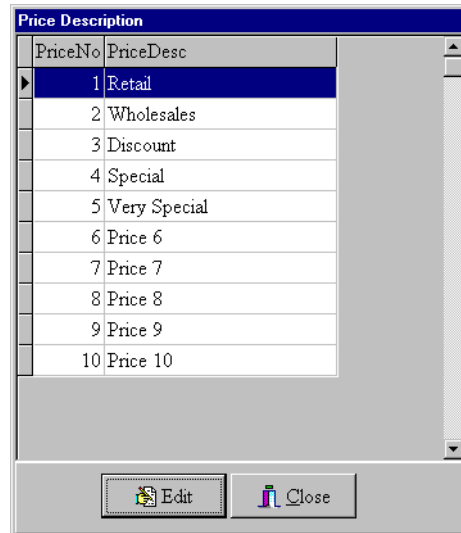 Price Description
PriceNo PriceDesc
1 Retail
2 Wholesales
3 Discount
4 Special
5 Very Special
6 Price 6
7 Price 7
8 Price 8
9 Price 9
10 Price 10
Edit Close